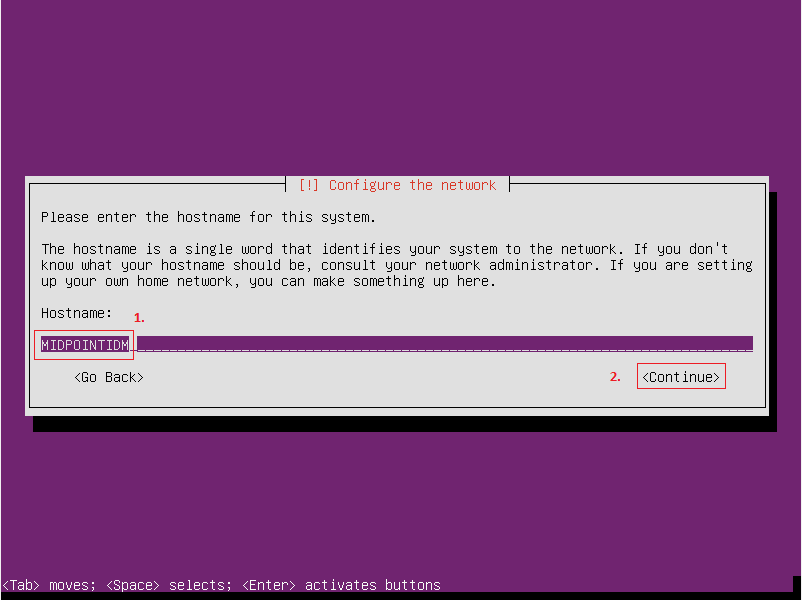 [!] Configure the network
Please enter the hostname for this system.
The hostname is a single word that identifies your system to the network. If you don't
know what your hostname should be, consult your network administrator. If you are setting
up your own home network, you can make something up here.
Hostname: 1.
MIDPOINTIDM
<Go Back> 2. <Continue>
<Tab> moves; <Space> selects; <Enter> activates buttons